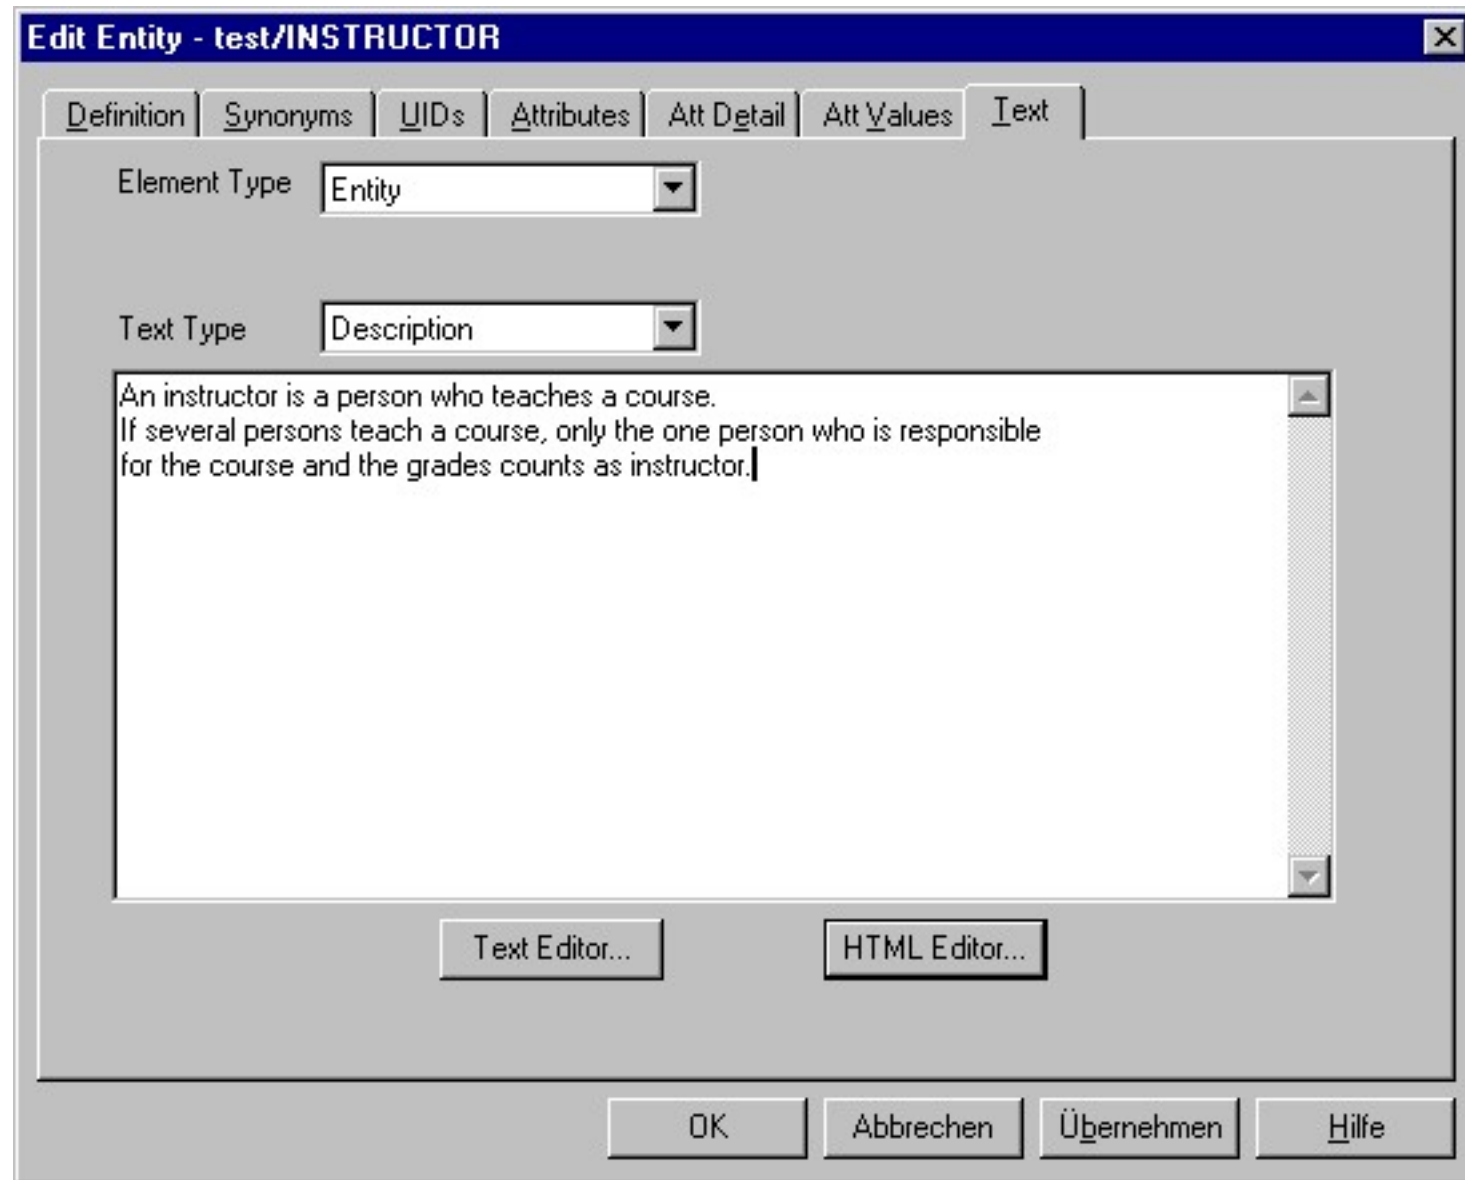 Edit Entity - test/INSTRUCTOR
Definition Synonyms UIDs Attributes Att Detail Att Values Text
Element Type Entity
Text Type Description
An instructor is a person who teaches a course.
If several persons teach a course, only the one person who is responsible
for the course and the grades counts as instructor.
Text Editor... HTML Editor...
OK Abbrechen Übernehmen Hilfe